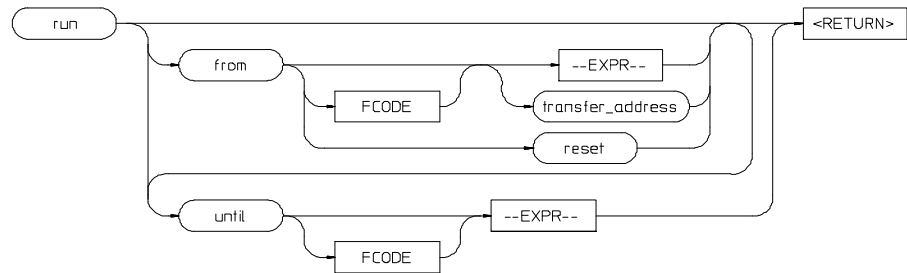 run
<RETURN>
from
--EXPR--
FCODE
transfer_address
reset
until
--EXPR--
FCODE